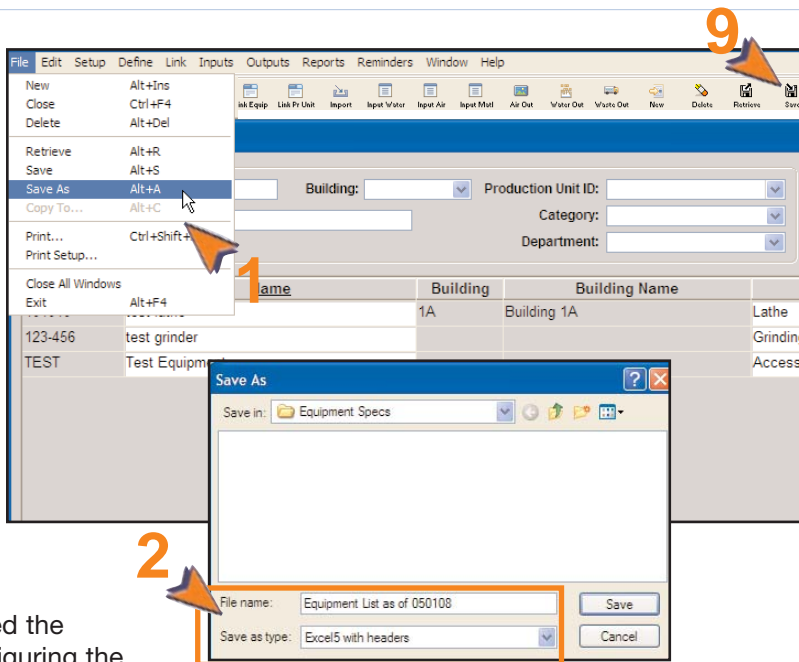 9
File Edit Setup Define Link Inputs Outputs Reports Reminders Window Help
New Alt+Ins
Close Ctrl+F4
Delete Alt+Del
Retrieve Alt+R
Save Alt+S
Save As Alt+A
Copy To... Alt+C
Print... Ctrl+Shift+
Print Setup...
Close All Windows
Exit Alt+F4
ink Equip Link Pr Unit Import Input Water Input Air Input Matl Air Out Water Out Waste Out New Delete Retrieve Save
Building: Production Unit ID:
Category:
Department:
1
Name Building Building Name
1A Building 1A Lathe
123-456 test grinder Grinding
TEST Test Equipment Access
Save As
Save in: Equipment Specs
2
File name: Equipment List as of 050108 Save
Save as type: Excel5 with headers Cancel
ed the
iguring the